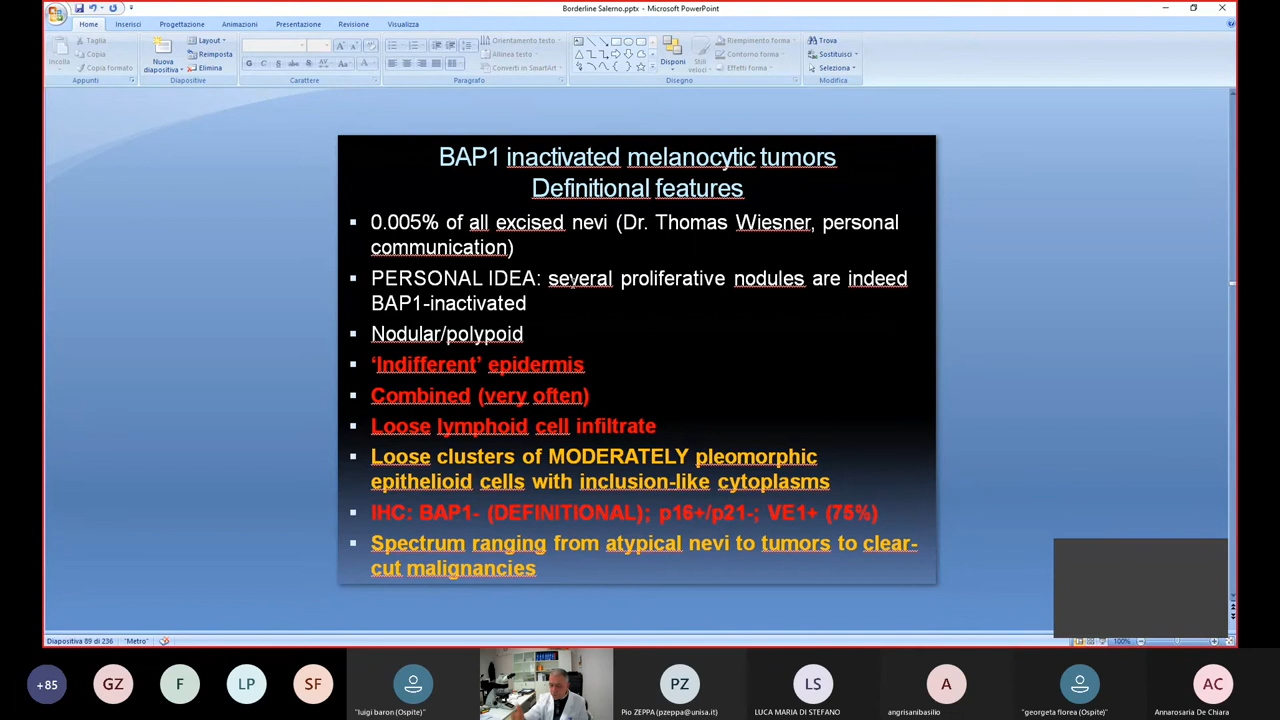 Borderline Salerno.pptx - Microsoft PowerPoint
Home Inserisci Progettazione Animazioni Presentazione Revisione Visualizza
Incolla
Taglia
Copia
Copia formato
Appunti
Nuova
diapositiva
Layout
Reimposta
Elimina
Diapositive
Carattere
Orientamento testo
Allinea testo
Converti in SmartArt
Paragrafo
Disponi
Stili
veloci
Riempimento forma
Contorno forma
Effetti forma
Disegno
Trova
Sostituisci
Seleziona
Modifica
BAP1 inactivated melanocytic tumors
Definitional features
0.005% of all excised nevi (Dr. Thomas Wiesner, personal
communication)
PERSONAL IDEA: several proliferative nodules are indeed
BAP1-inactivated
Nodular/polypoid
‘Indifferent’ epidermis
Combined (very often)
Loose lymphoid cell infiltrate
Loose clusters of MODERATELY pleomorphic
epithelioid cells with inclusion-like cytoplasms
IHC: BAP1- (DEFINITIONAL); p16+/p21-; VE1+ (75%)
Spectrum ranging from atypical nevi to tumors to clear-
cut malignancies
Diapositiva 89 di 236 "Metro" 100%
+85 GZ F LP SF PZ LS A AC
"luigi baron (Ospite)" Pio ZEPPA (pzeppa@unisa.it) LUCA MARIA DI STEFANO angrisanibasilio "georgeta florea (Ospite)" Annarosaria De Chiara